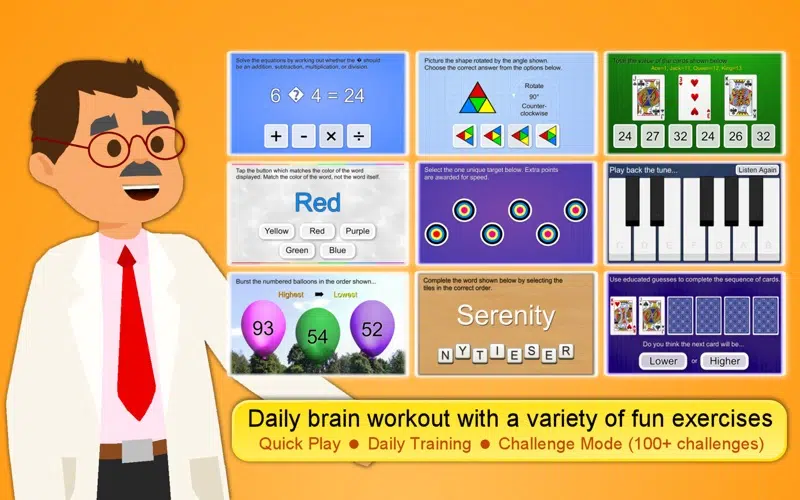 Solve the equations by working out whether the � should
be an addition, subtraction, multiplication, or division.
6 � 4 = 24
+ - × ÷
Picture the shape rotated by the angle shown.
Choose the correct answer from the options below.
Rotate
90°
Counter-
clockwise
Total the value of the cards shown below.
Ace=1, Jack=11, Queen=12, King=13
J 3 K
24 27 32 24 26 32
Tap the button which matches the color of the word
displayed. Match the color of the word, not the word itself.
Red
Yellow Red Purple
Green Blue
Select the one unique target below. Extra points
are awarded for speed.
Play back the tune... Listen Again
C D E F G A B
Burst the numbered balloons in the order shown...
Highest ➡ Lowest
93 54 52
Complete the word shown below by selecting the
tiles in the correct order.
Serenity
N Y T I E S E R
Use educated guesses to complete the sequence of cards.
Do you think the next card will be...
Lower or Higher
Daily brain workout with a variety of fun exercises
Quick Play ● Daily Training ● Challenge Mode (100+ challenges)